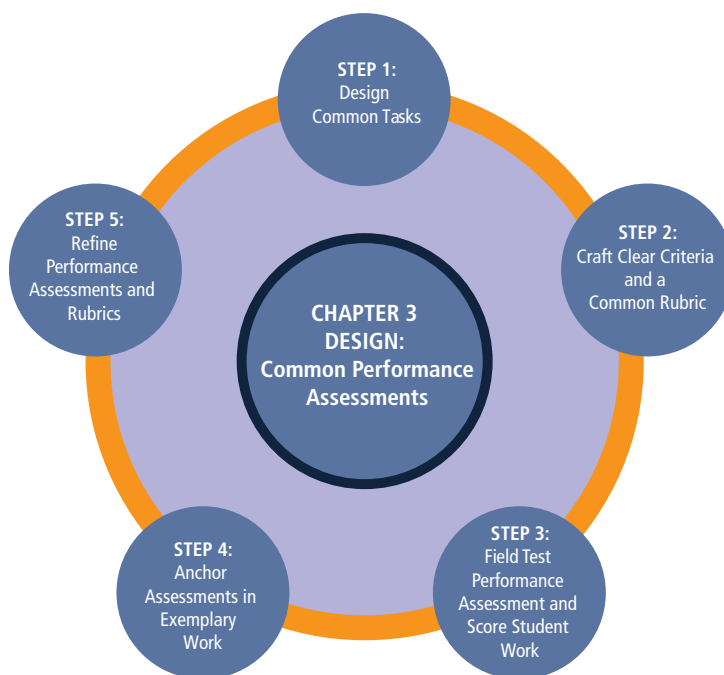 STEP 1:
Design
Common Tasks
STEP 2:
Craft Clear Criteria
and a
Common Rubric
STEP 3:
Field Test
Performance
Assessment and
Score Student
Work
STEP 4:
Anchor
Assessments in
Exemplary
Work
STEP 5:
Refine
Performance
Assessments and
Rubrics
CHAPTER 3
DESIGN:
Common Performance
Assessments